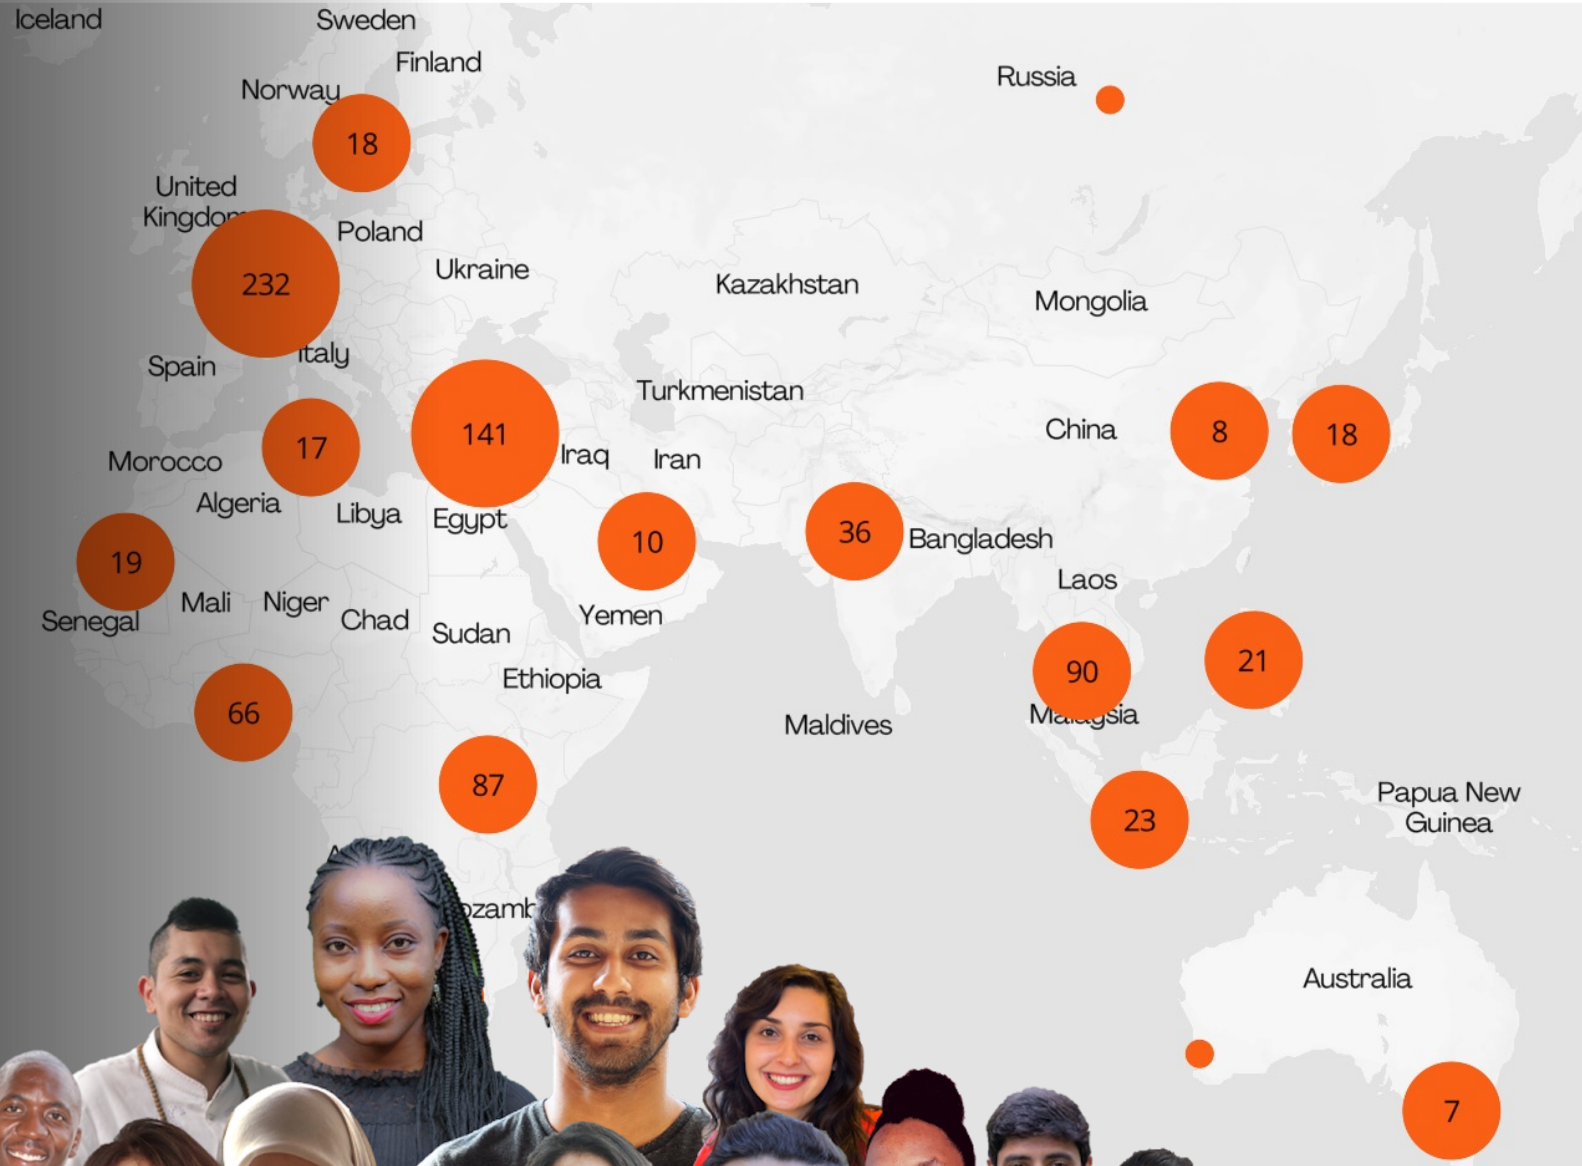 Iceland
Sweden
Finland
Norway
Russia
18
United
Kingdom
Poland
232
Ukraine
Kazakhstan
Mongolia
Italy
Spain
Turkmenistan
141
17
China
8
18
Morocco
Iraq
Iran
Algeria
Libya
Egypt
10
36
Bangladesh
19
Laos
Mali
Niger
Senegal
Chad
Sudan
Yemen
Ethiopia
90
21
66
Malaysia
Maldives
87
23
Papua New
Guinea
ozamb
Australia
7